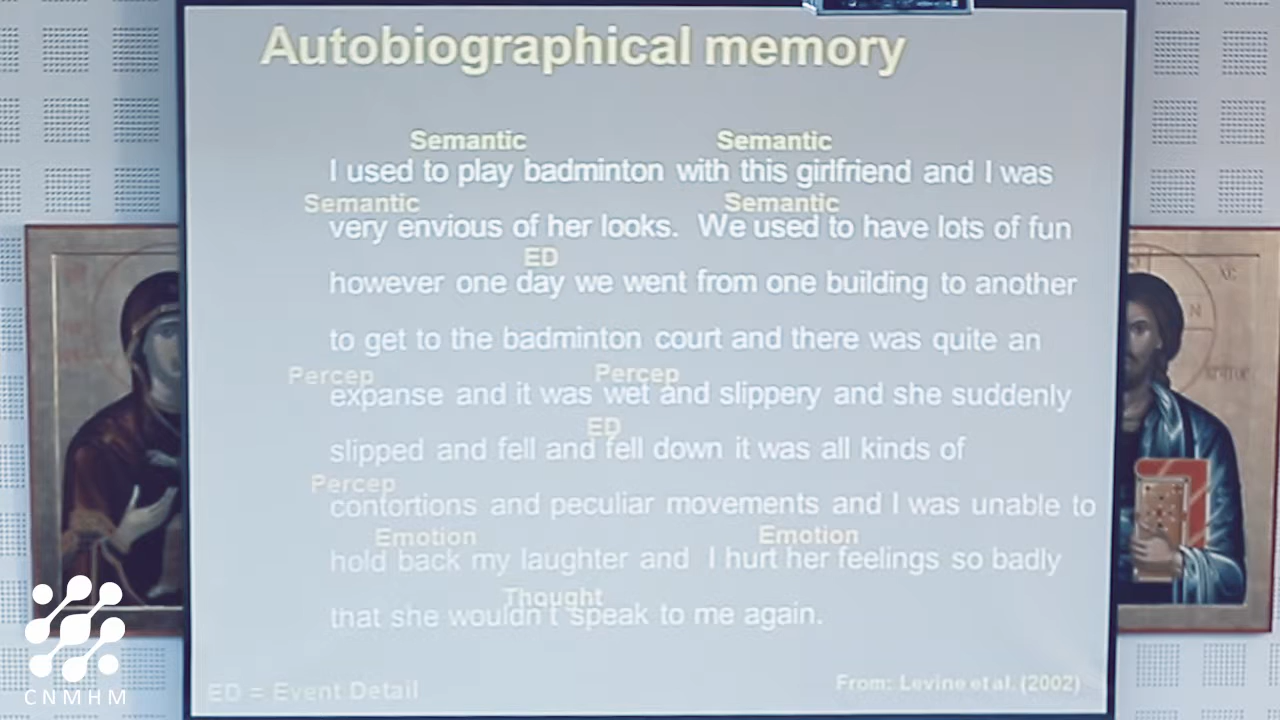 Autobiographical memory
Semantic Semantic
I used to play badminton with this girlfriend and I was
Semantic Semantic
very envious of her looks. We used to have lots of fun
ED
however one day we went from one building to another
to get to the badminton court and there was quite an
Percep Percep
expanse and it was wet and slippery and she suddenly
ED
slipped and fell and fell down it was all kinds of
Percep
contortions and peculiar movements and I was unable to
Emotion Emotion
hold back my laughter and I hurt her feelings so badly
Thought
that she wouldn't speak to me again.
ED = Event Detail
From: Levine et al. (2002)
CNMHM